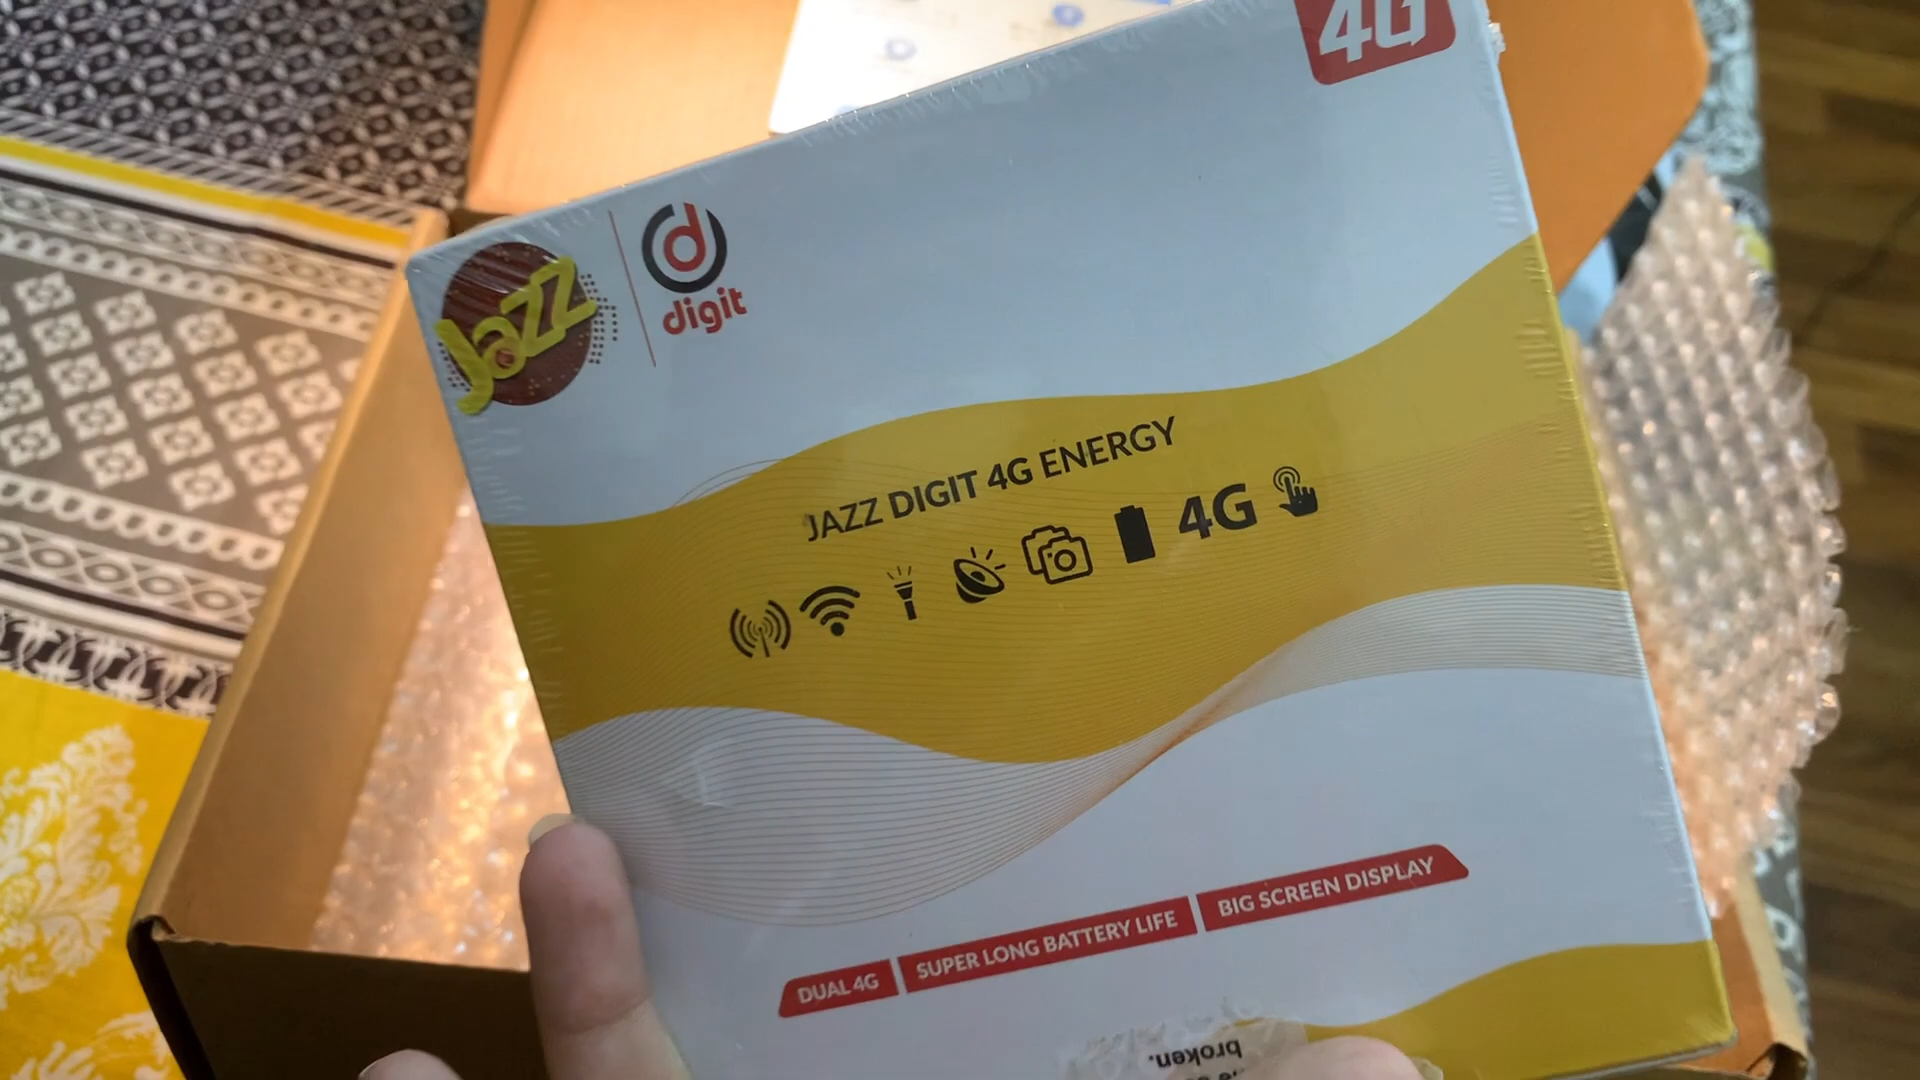 4G
Jazz
digit
JAZZ DIGIT 4G ENERGY
4G
DUAL 4G
SUPER LONG BATTERY LIFE
BIG SCREEN DISPLAY
broken.